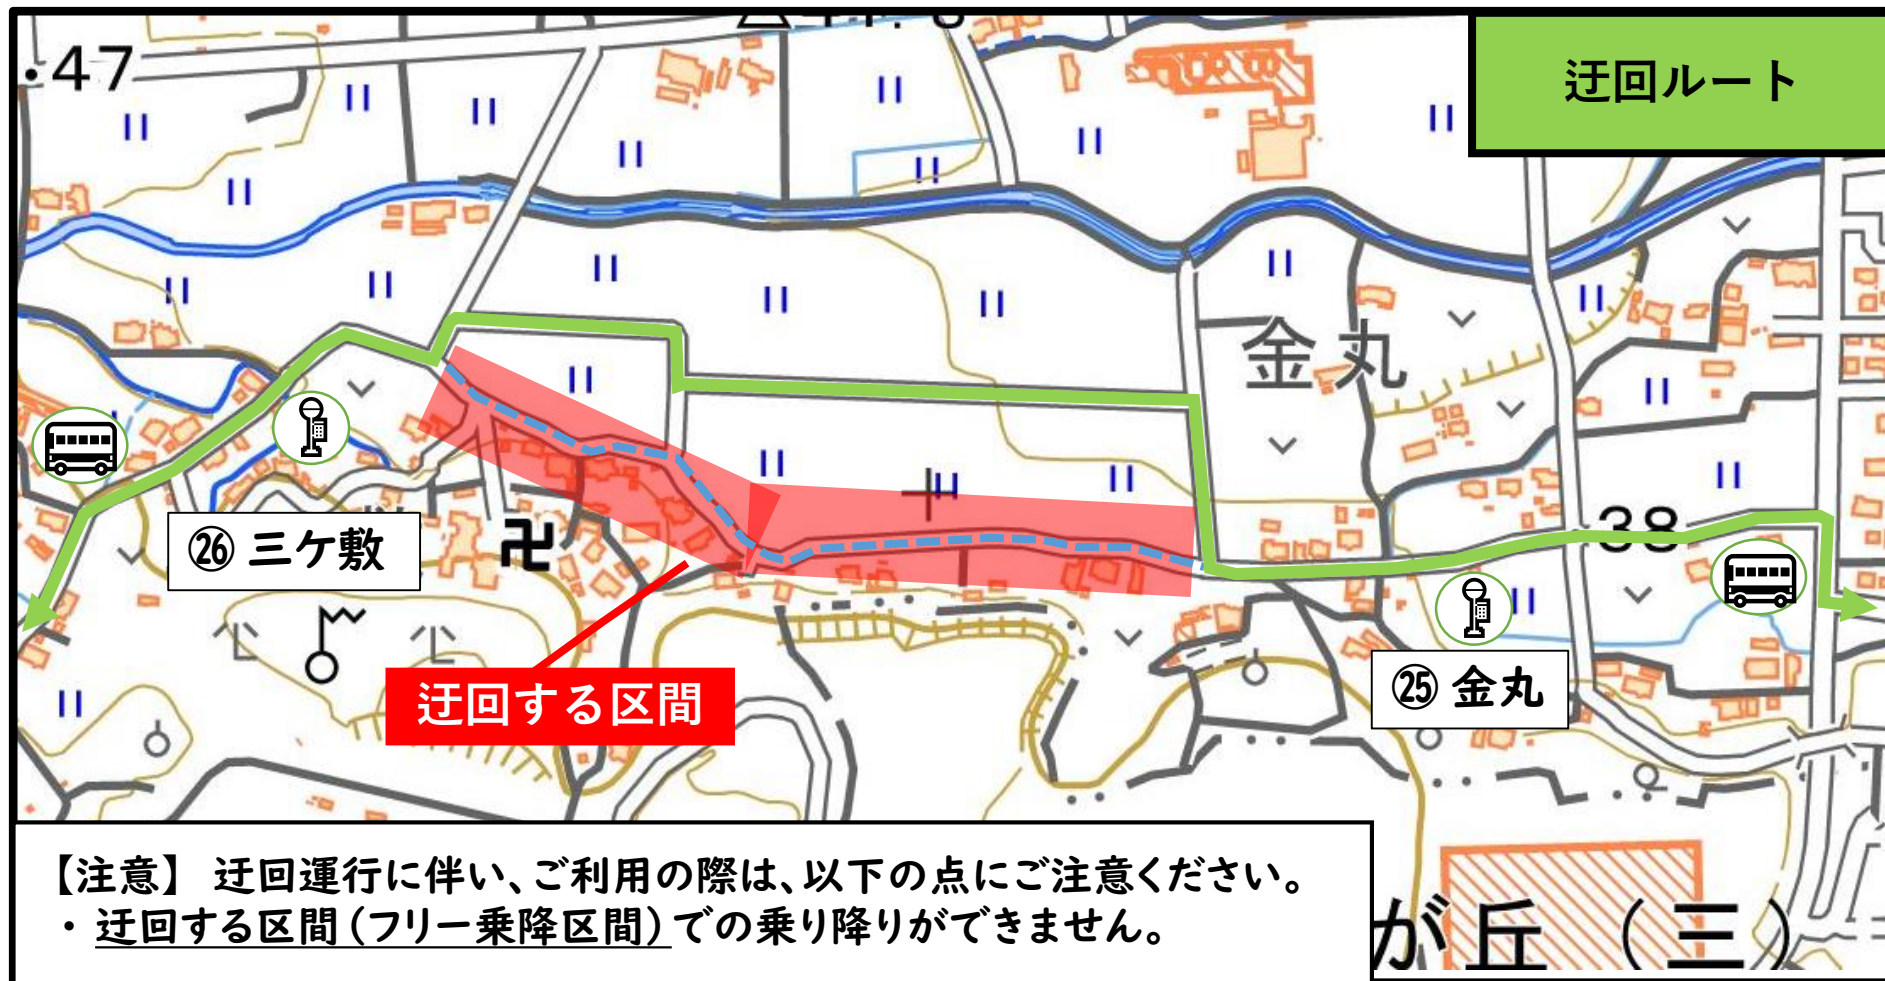 47
迂回ルート
金丸
㉖ 三ケ敷
38
迂回する区間
㉕ 金丸
【注意】 迂回運行に伴い、ご利用の際は、以下の点にご注意ください。
・ 迂回する区間(フリー乗降区間)での乗り降りができません。
が丘(三)